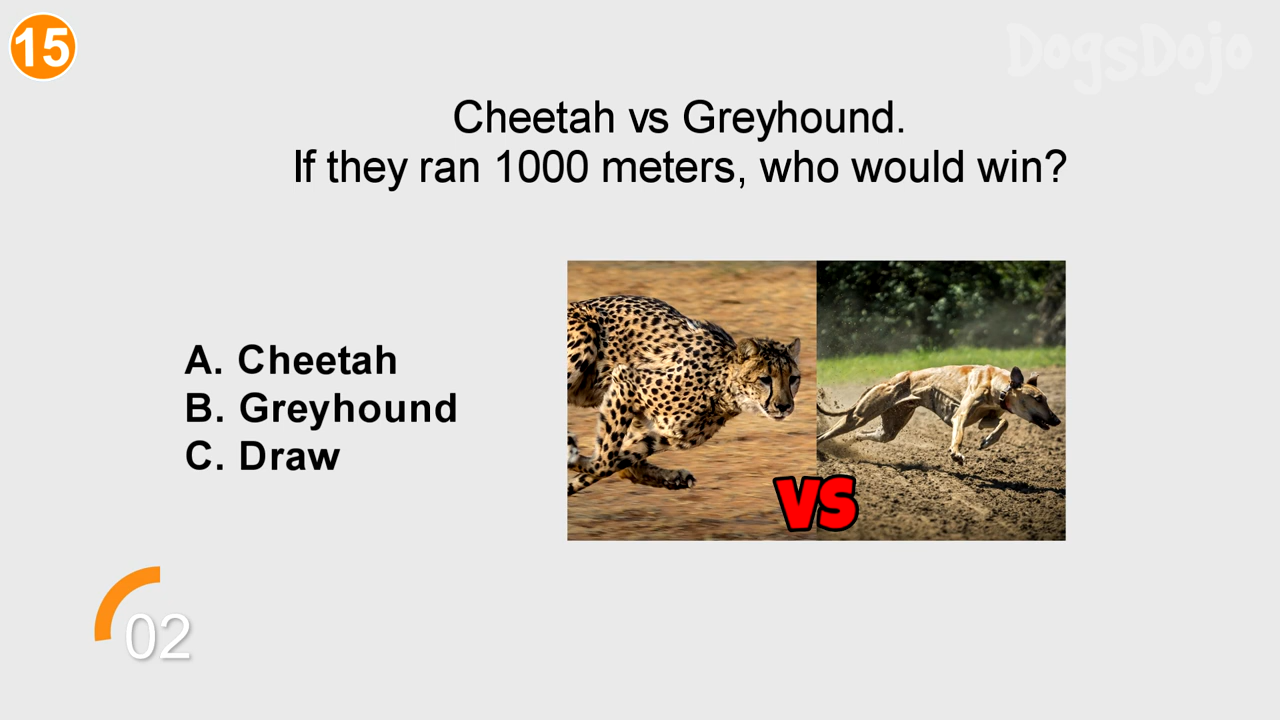 15
DogsDojo
Cheetah vs Greyhound.
If they ran 1000 meters, who would win?
A. Cheetah
B. Greyhound
C. Draw
VS
02